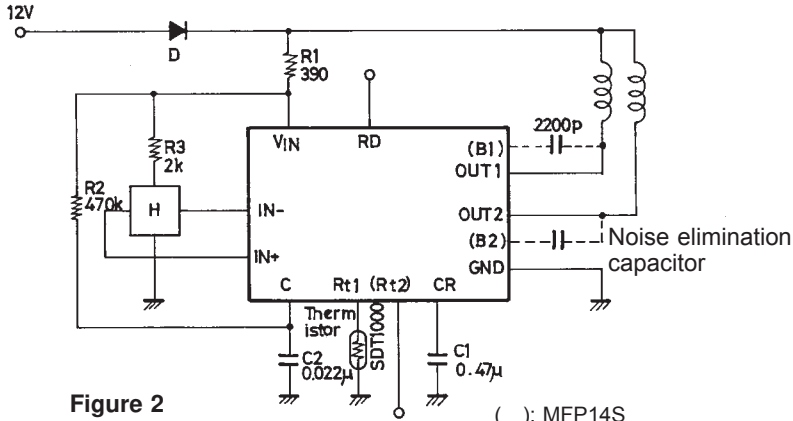 12V
D
R1
390
R3
2k
R2
470k
H
VIN
RD
(B1)
2200p
OUT1
OUT2
(B2)
GND
Noise elimination
capacitor
IN-
IN+
C
Rt1
(Rt2)
CR
Therm
istor
SDT1000
C2
0.022μ
C1
0.47μ
Figure 2
( ): MFP14S